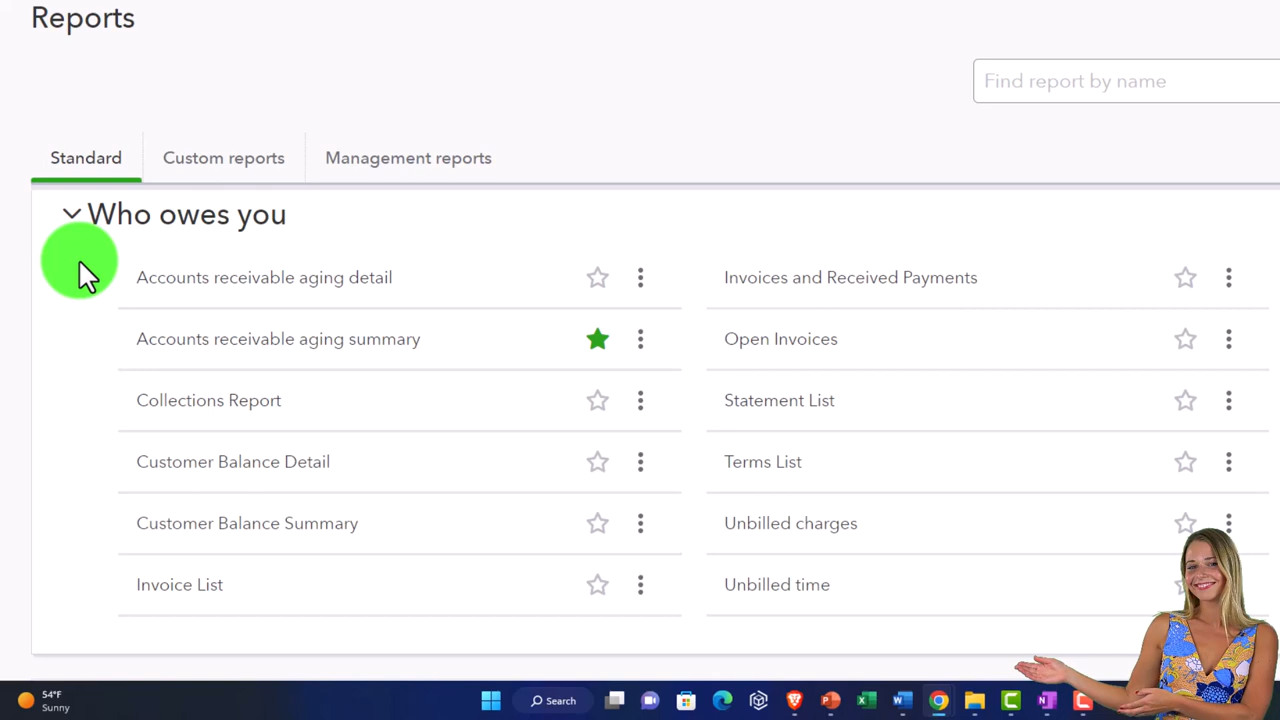 Reports
Find report by name
Standard
Custom reports
Management reports
Who owes you
Accounts receivable aging detail
Invoices and Received Payments
Accounts receivable aging summary
Open Invoices
Collections Report
Statement List
Customer Balance Detail
Terms List
Customer Balance Summary
Unbilled charges
Invoice List
Unbilled time
54°F
Sunny
Search